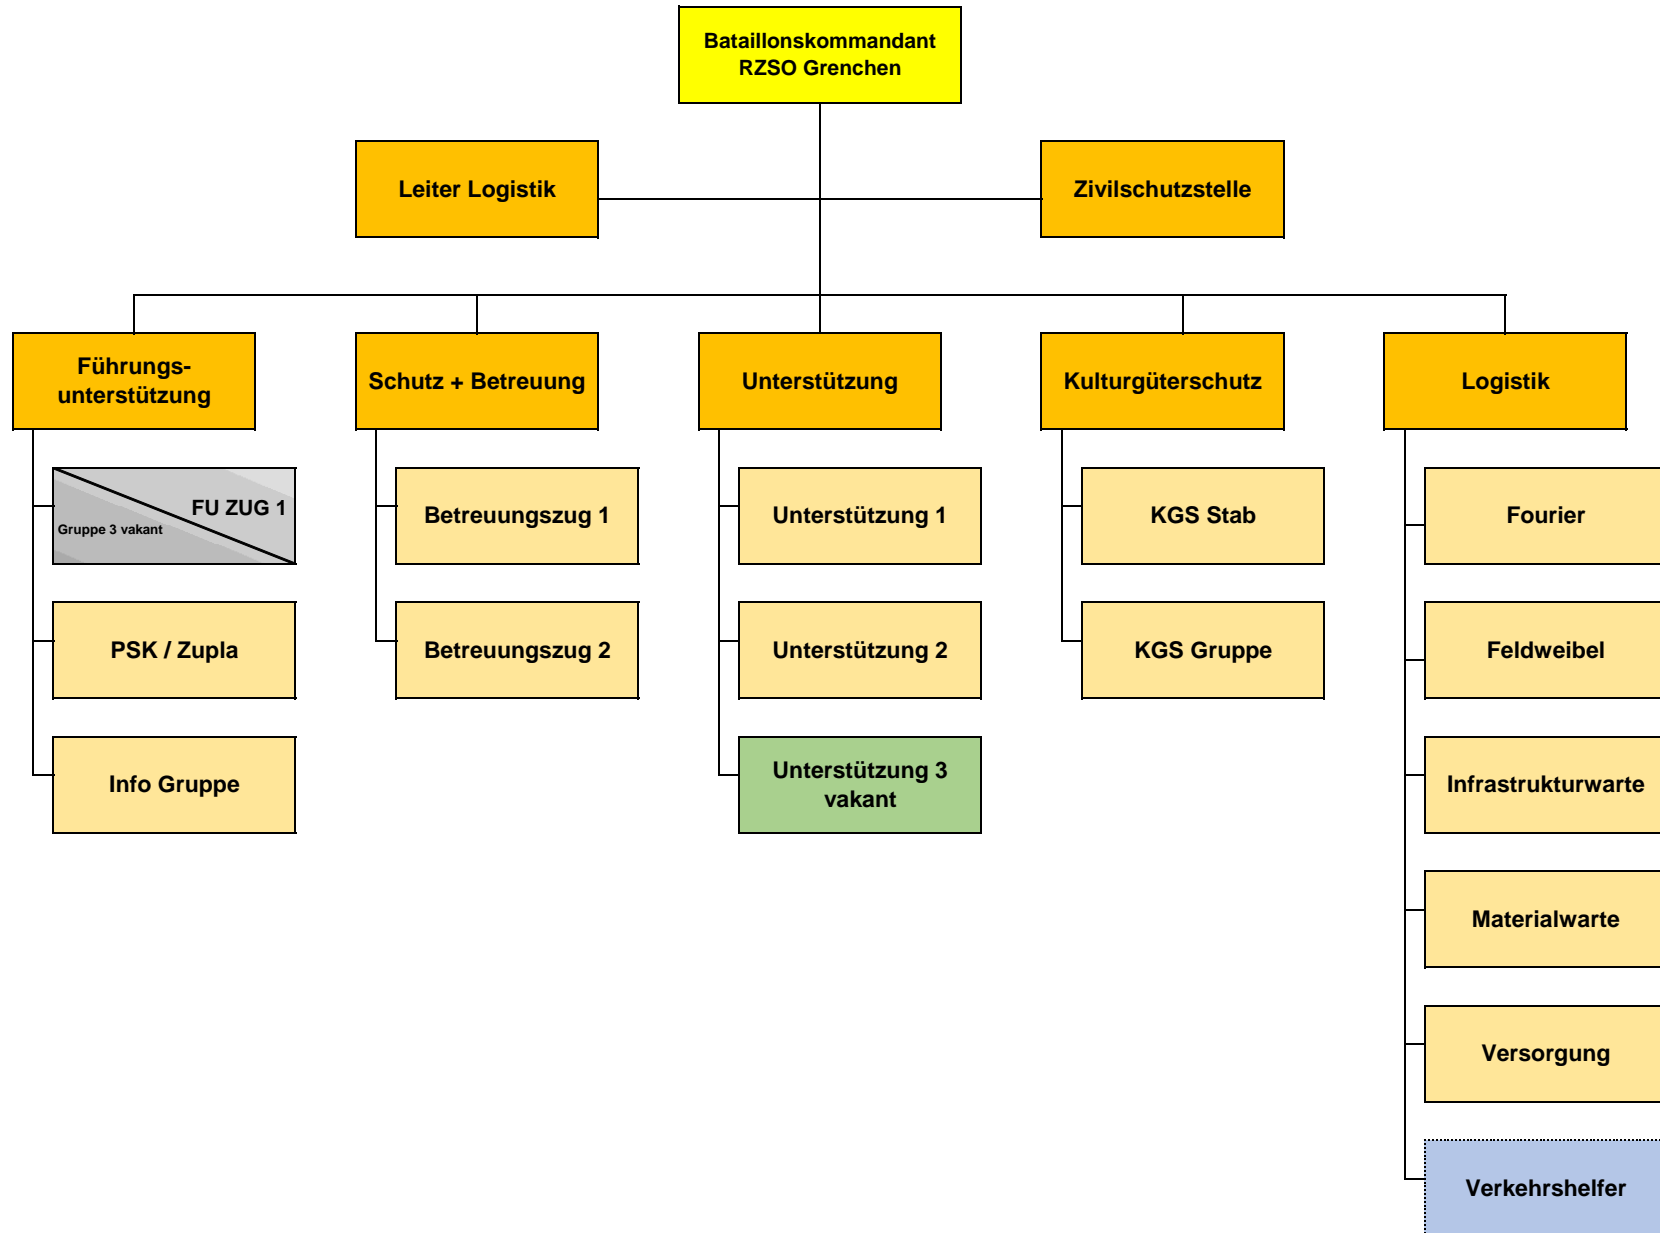 Bataillonskommandant
RZSO Grenchen
Leiter Logistik
Zivilschutzstelle
Führungs-
unterstützung
Schutz + Betreuung
Unterstützung
Kulturgüterschutz
Logistik
FU ZUG 1
Gruppe 3 vakant
Betreuungszug 1
Unterstützung 1
KGS Stab
Fourier
PSK / Zupla
Betreuungszug 2
Unterstützung 2
KGS Gruppe
Feldweibel
Info Gruppe
Unterstützung 3
vakant
Infrastrukturwarte
Materialwarte
Versorgung
Verkehrshelfer